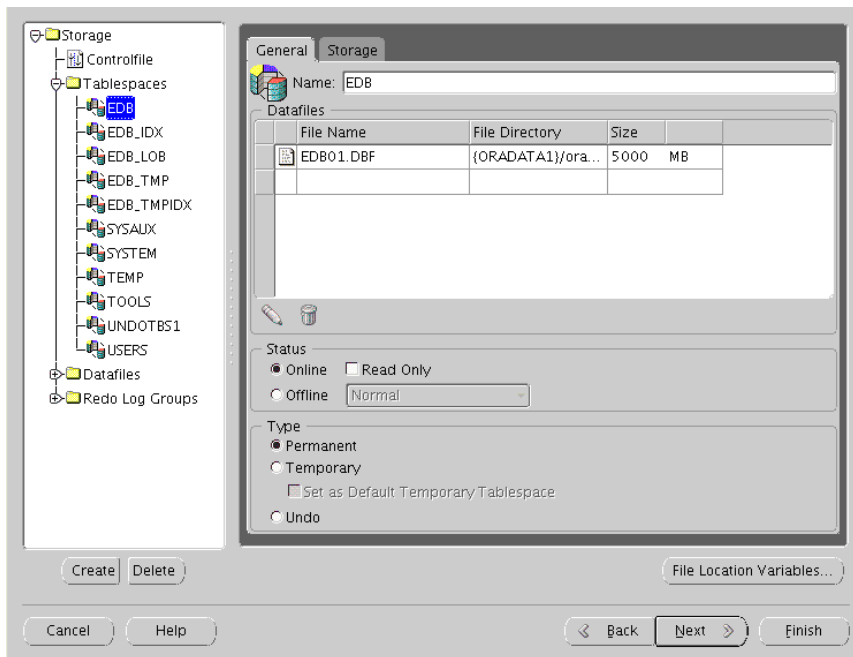 Storage
Controlfile
Tablespaces
EDB
EDB_IDX
EDB_LOB
EDB_TMP
EDB_TMPIDX
SYSAUX
SYSTEM
TEMP
TOOLS
UNDOTBS1
USERS
Datafiles
Redo Log Groups
General Storage
Name: EDB
Datafiles
File Name File Directory Size
EDB01.DBF {ORADATA1}/ora... 5000 MB
Status
Online Read Only
Offline Normal
Type
Permanent
Temporary
Set as Default Temporary Tablespace
Undo
Create Delete File Location Variables...
Cancel Help Back Next Finish